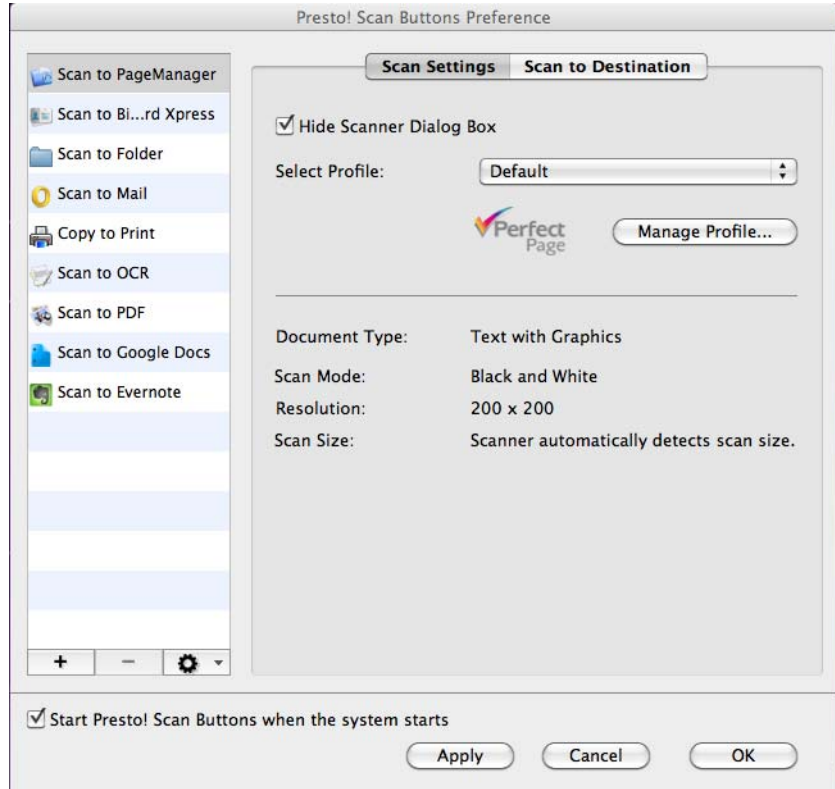 Presto! Scan Buttons Preference
Scan to PageManager
Scan to Bi...rd Xpress
Scan to Folder
Scan to Mail
Copy to Print
Scan to OCR
Scan to PDF
Scan to Google Docs
Scan to Evernote
+ −
Scan Settings Scan to Destination
Hide Scanner Dialog Box
Select Profile: Default
Perfect
Page
Manage Profile...
Document Type: Text with Graphics
Scan Mode: Black and White
Resolution: 200 x 200
Scan Size: Scanner automatically detects scan size.
Start Presto! Scan Buttons when the system starts
Apply Cancel OK